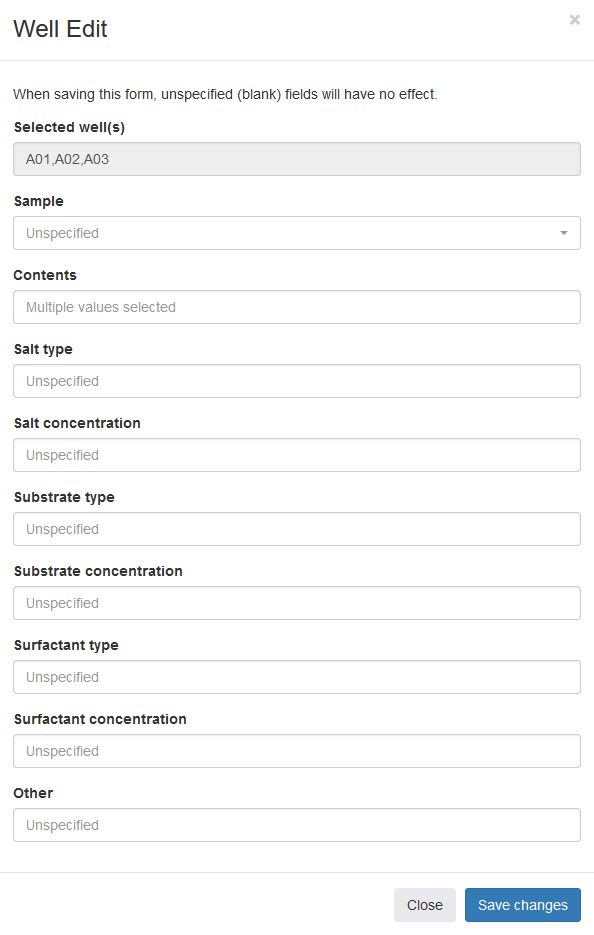 Well Edit
×
When saving this form, unspecified (blank) fields will have no effect.
Selected well(s)
A01,A02,A03
Sample
Unspecified
Contents
Multiple values selected
Salt type
Unspecified
Salt concentration
Unspecified
Substrate type
Unspecified
Substrate concentration
Unspecified
Surfactant type
Unspecified
Surfactant concentration
Unspecified
Other
Unspecified
Close Save changes